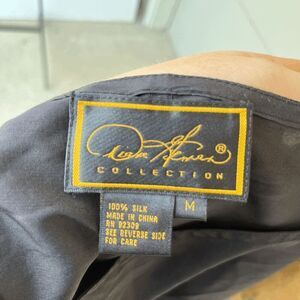 ®
COLLECTION
M
100% SILK
MADE IN CHINA
RN 92309
SEE REVERSE SIDE
FOR CARE